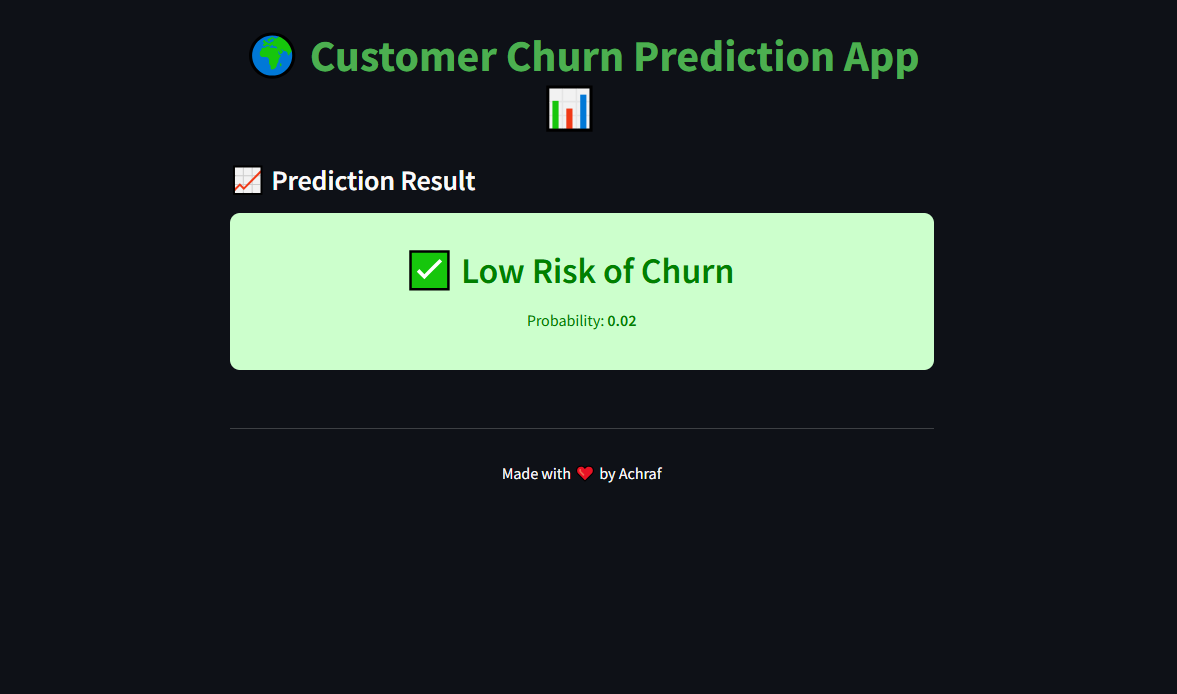 🌍 Customer Churn Prediction App
📊
📈 Prediction Result
✅ Low Risk of Churn
Probability: 0.02
Made with ❤️ by Achraf